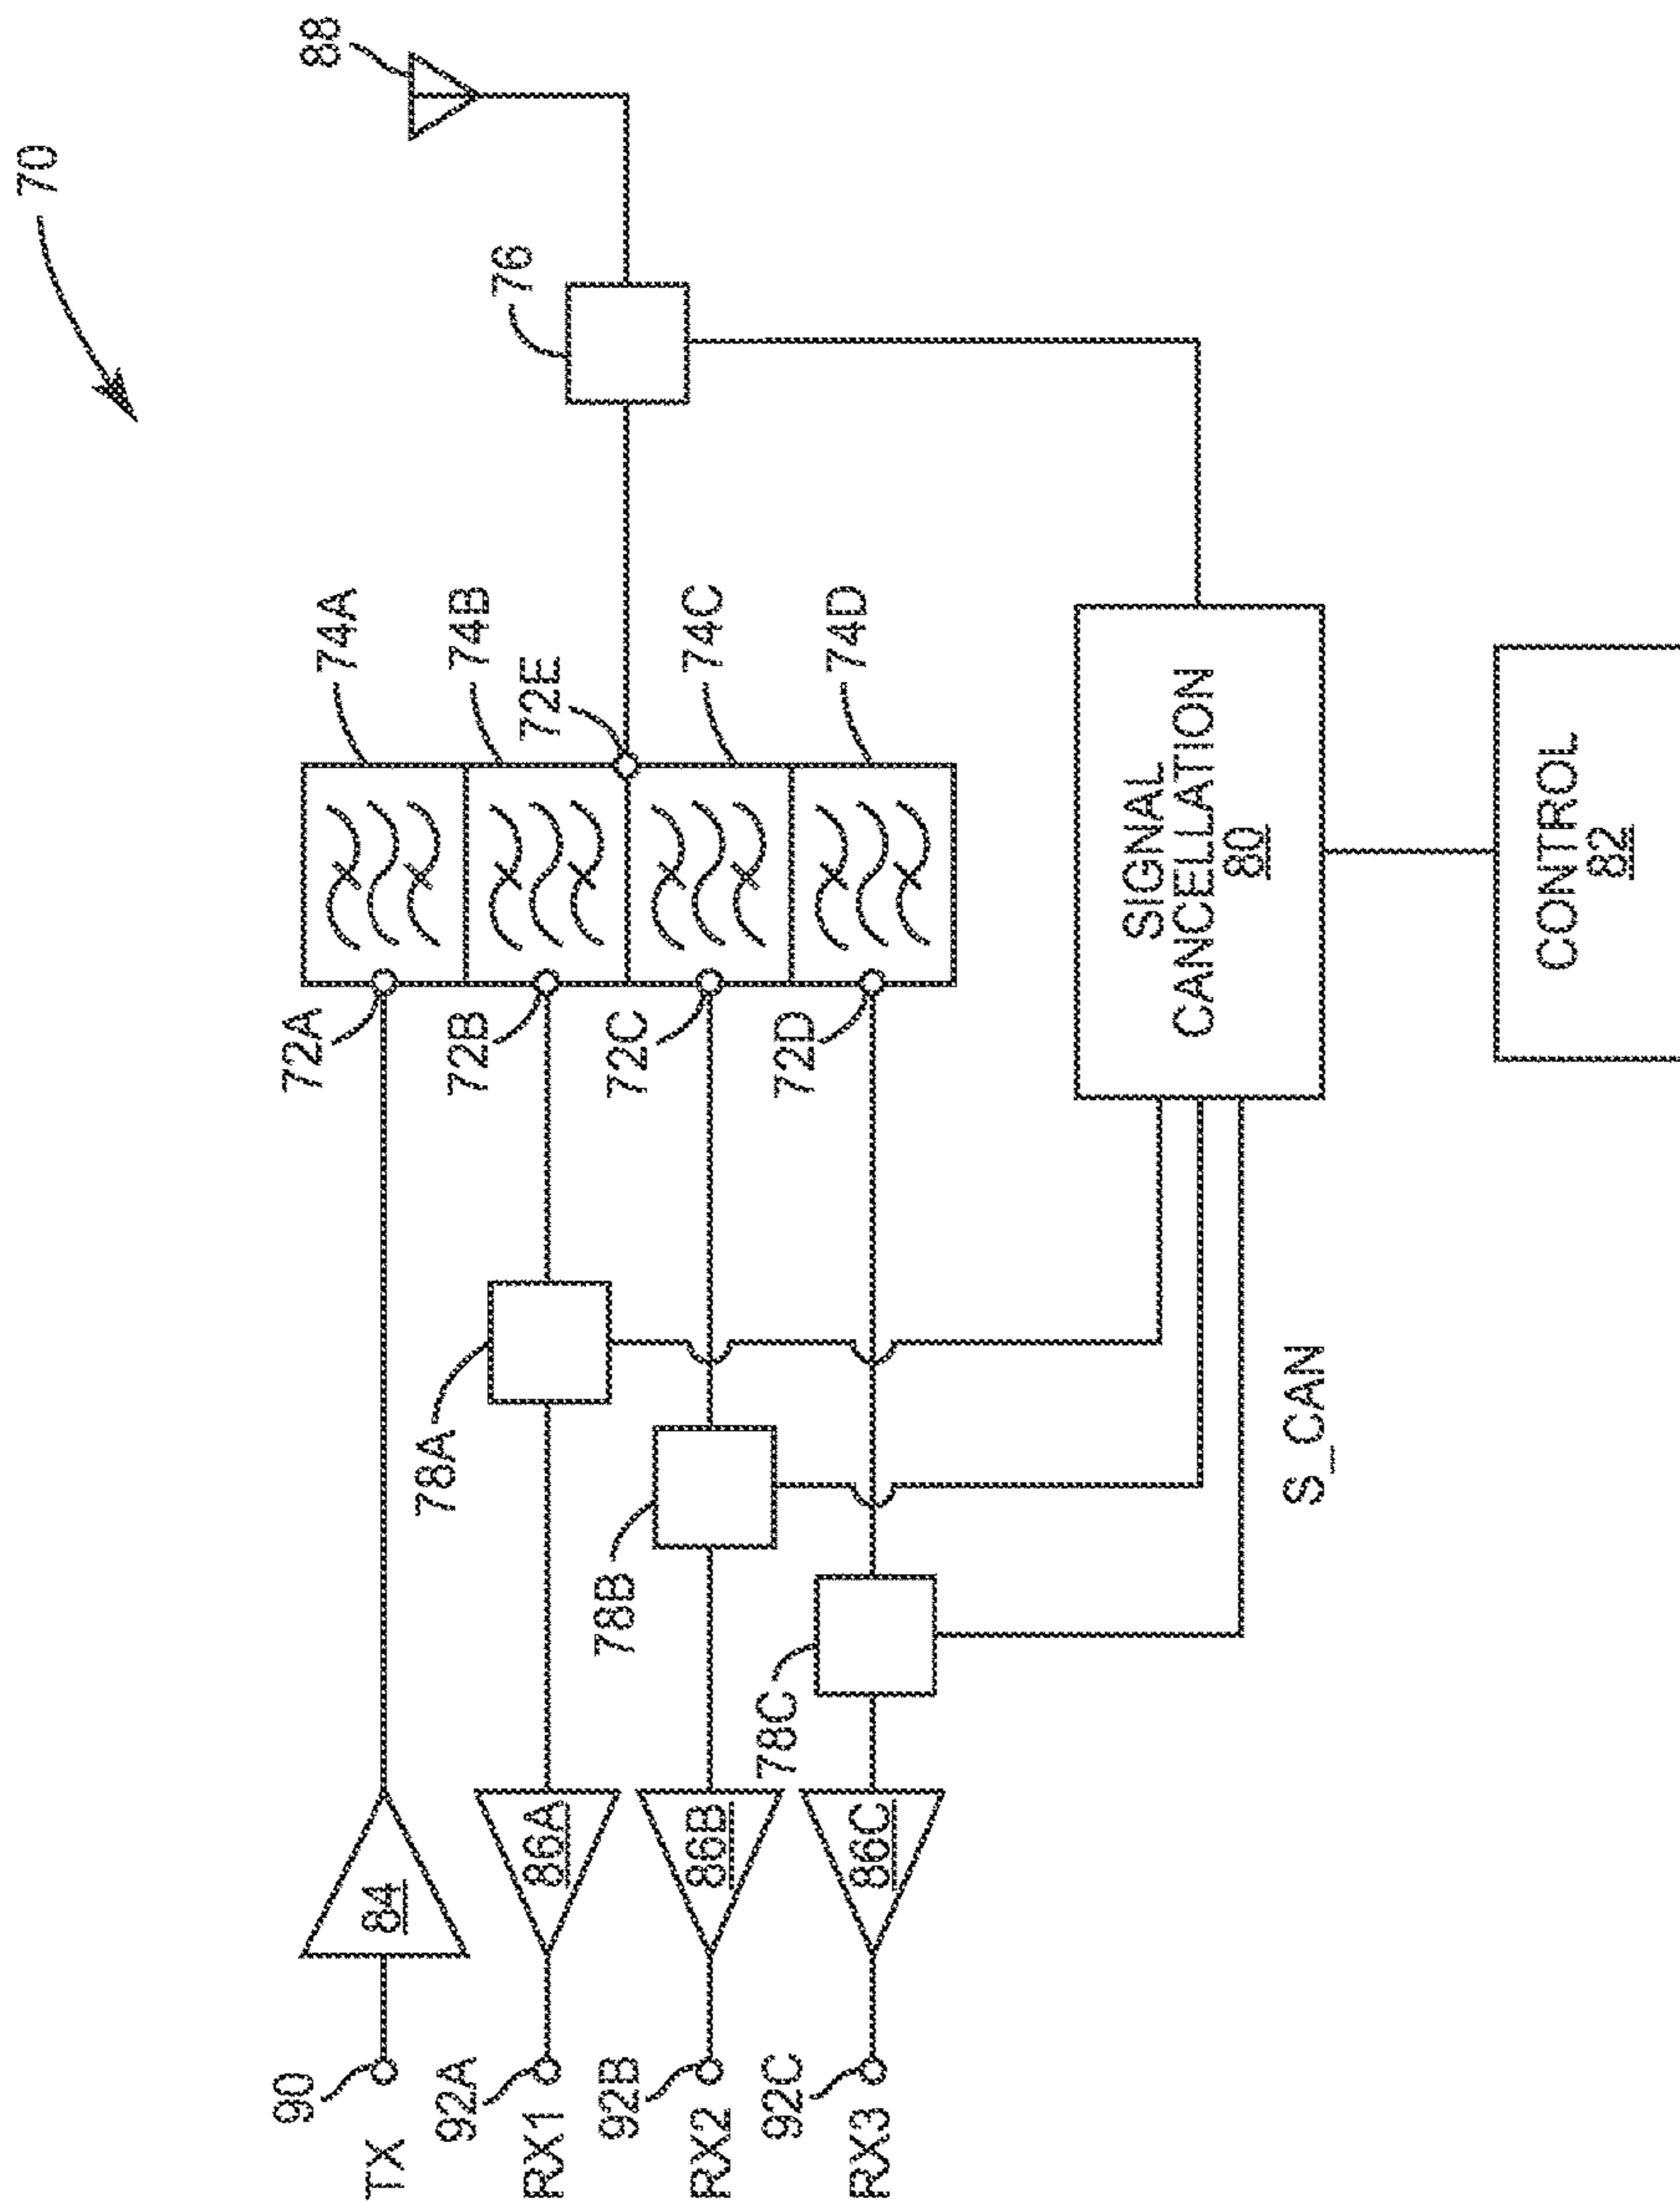 70
88
76
74A
74B
72E
74C
74D
72A
72B
72C
72D
SIGNAL
CANCELLATION
80
CONTROL
82
78A
78B
78C
S_CAN
84
86A
86B
86C
90
92A
92B
92C
TX
RX1
RX2
RX3